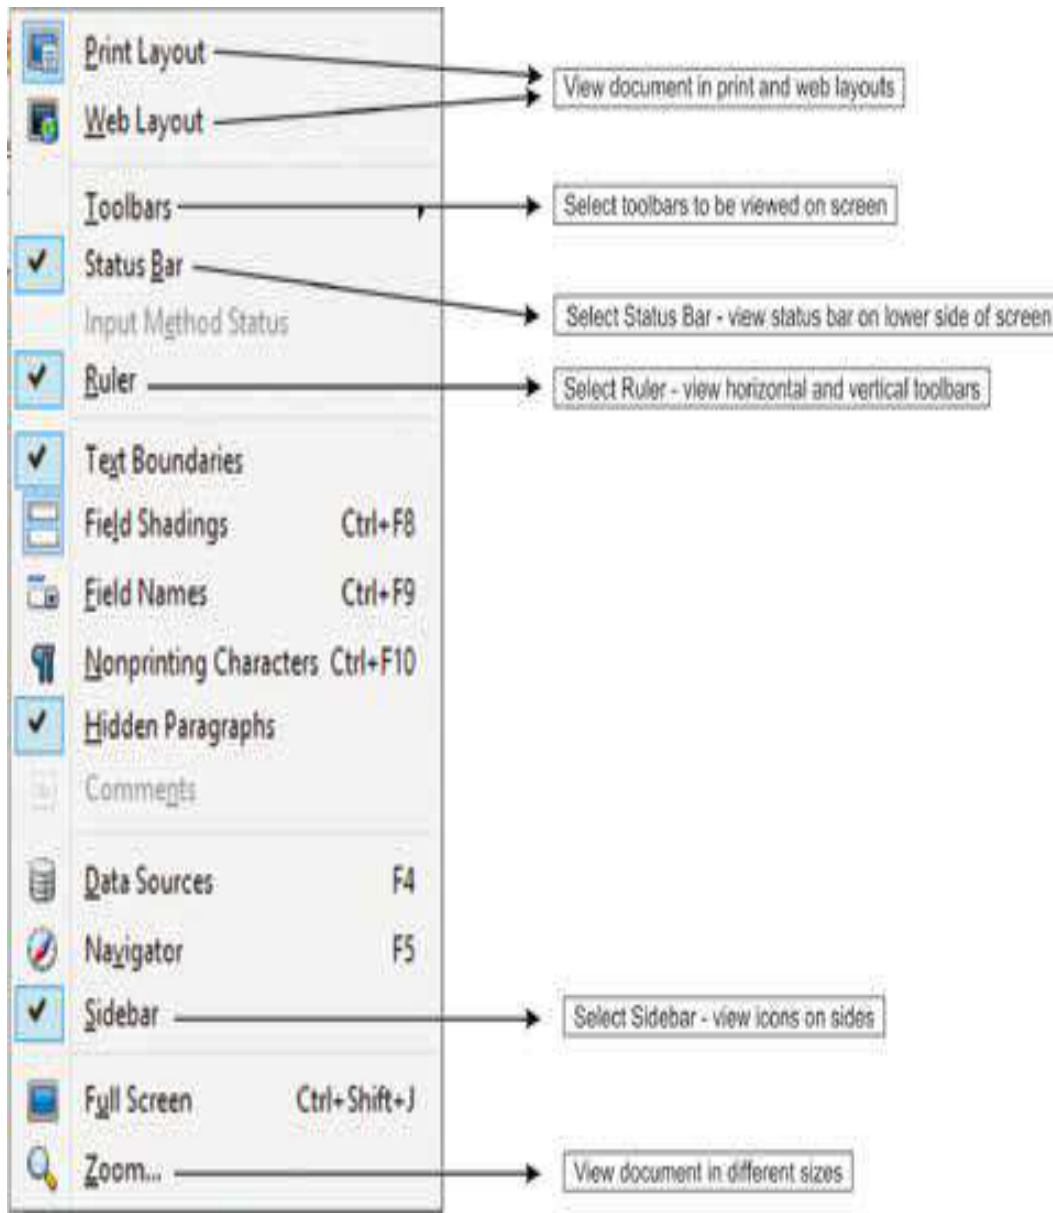 Print Layout
View document in print and web layouts
Web Layout
Toolbars
Select toolbars to be viewed on screen
Status Bar
Select Status Bar - view status bar on lower side of screen
Input Method Status
Ruler
Select Ruler - view horizontal and vertical toolbars
Text Boundaries
Field Shadings Ctrl+F8
Field Names Ctrl+F9
Nonprinting Characters Ctrl+F10
Hidden Paragraphs
Comments
Data Sources F4
Navigator F5
Sidebar
Select Sidebar - view icons on sides
Full Screen Ctrl+Shift+J
Zoom...
View document in different sizes